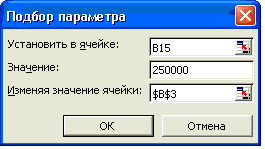 Подбор параметра
Установить в ячейке: B15
Значение: 250000
Изменяя значение ячейки: $B$3
ОК Отмена